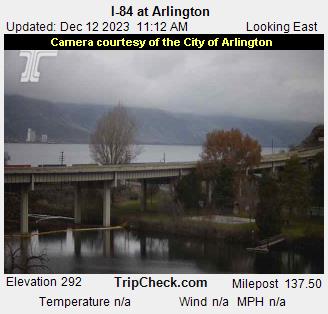 I-84 at Arlington
Updated: Dec 12 2023 11:12 AM Looking East
Camera courtesy of the City of Arlington
Elevation 292 TripCheck.com Milepost 137.50
Temperature n/a Wind n/a MPH n/a